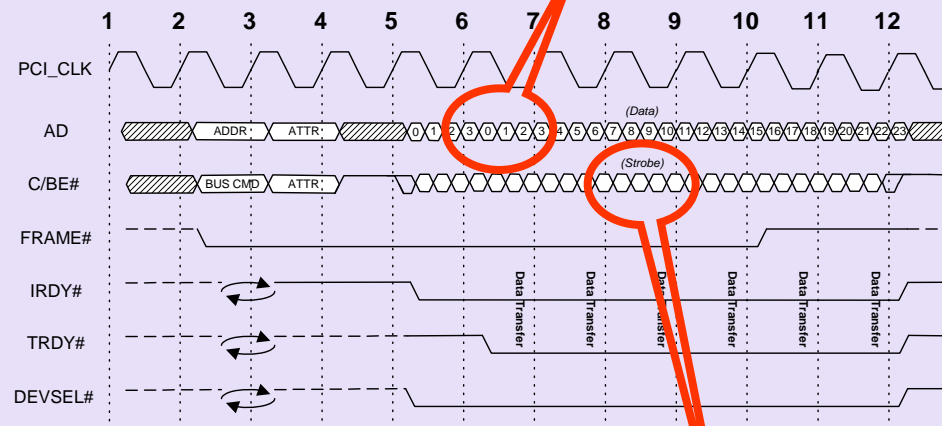 1 2 3 4 5 6 7 8 9 10 11 12
PCI_CLK
(Data)
AD ADDR ATTR 0 1 2 3 0 1 2 3 4 5 6 7 8 9 10 11 12 13 14 15 16 17 18 19 20 21 22 23
(Strobe)
C/BE# BUS CMD ATTR
FRAME#
IRDY#
TRDY#
DEVSEL#
Data Transfer
Data Transfer
Data Transfer
Data Transfer
Data Transfer
Data Transfer